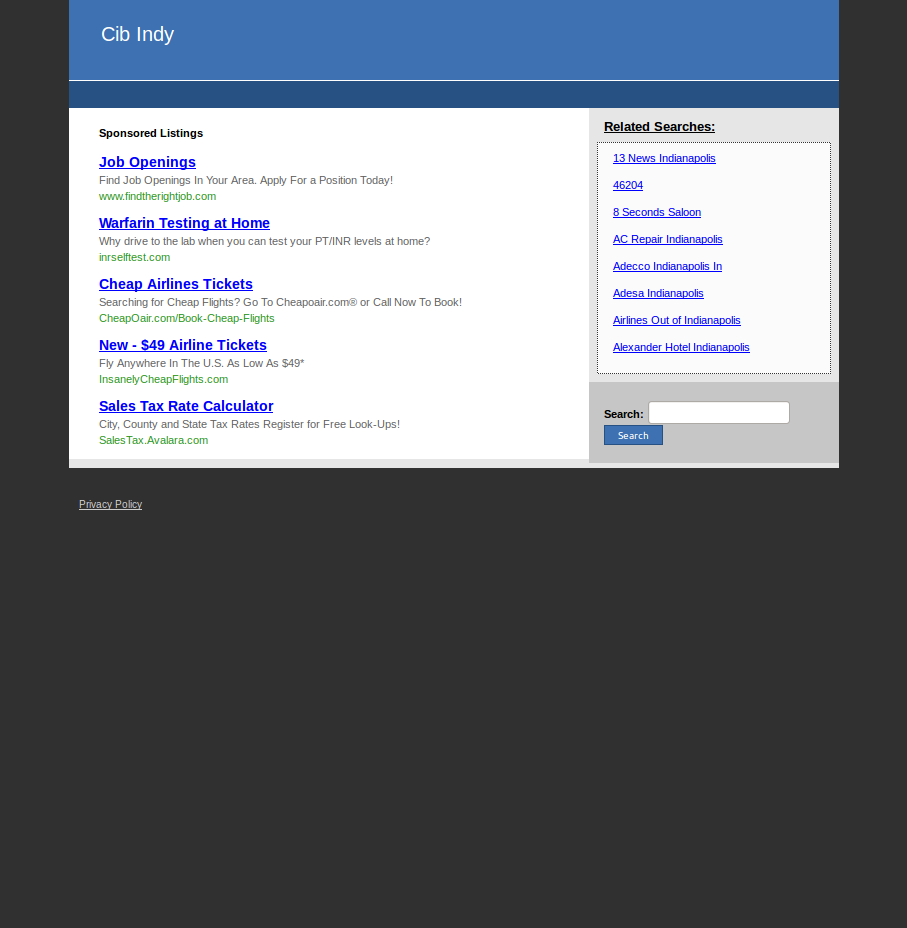 Cib Indy
Sponsored Listings
Job Openings
Find Job Openings In Your Area. Apply For a Position Today!
www.findtherightjob.com
Warfarin Testing at Home
Why drive to the lab when you can test your PT/INR levels at home?
inrselftest.com
Cheap Airlines Tickets
Searching for Cheap Flights? Go To Cheapoair.com® or Call Now To Book!
CheapOair.com/Book-Cheap-Flights
New - $49 Airline Tickets
Fly Anywhere In The U.S. As Low As $49*
InsanelyCheapFlights.com
Sales Tax Rate Calculator
City, County and State Tax Rates Register for Free Look-Ups!
SalesTax.Avalara.com
Related Searches:
13 News Indianapolis
46204
8 Seconds Saloon
AC Repair Indianapolis
Adecco Indianapolis In
Adesa Indianapolis
Airlines Out of Indianapolis
Alexander Hotel Indianapolis
Search:
Search
Privacy Policy